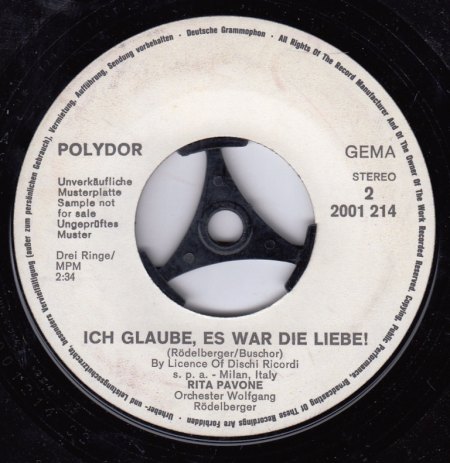 Urheber- und Leistungsschutzrechte, besonders Vervielfältigung (außer zum persönlichen Gebrauch), Vermietung, Aufführung, Sendung vorbehalten - Deutsche Grammophon - All Rights Of The Record Manufacturer And Of The Owner Of The Work Recorded Reserved. Copying, Public Performance, Broadcasting Of These Recordings Are Forbidden
POLYDOR
GEMA
Unverkäufliche
Musterplatte
Sample not
for sale
Ungeprüftes
Muster
STEREO
2
2001 214
Drei Ringe/
MPM
2:34
ICH GLAUBE, ES WAR DIE LIEBE!
(Rödelberger/Buschor)
By Licence Of Dischi Ricordi
s. p. a. - Milan, Italy
RITA PAVONE
Orchester Wolfgang
Rödelberger